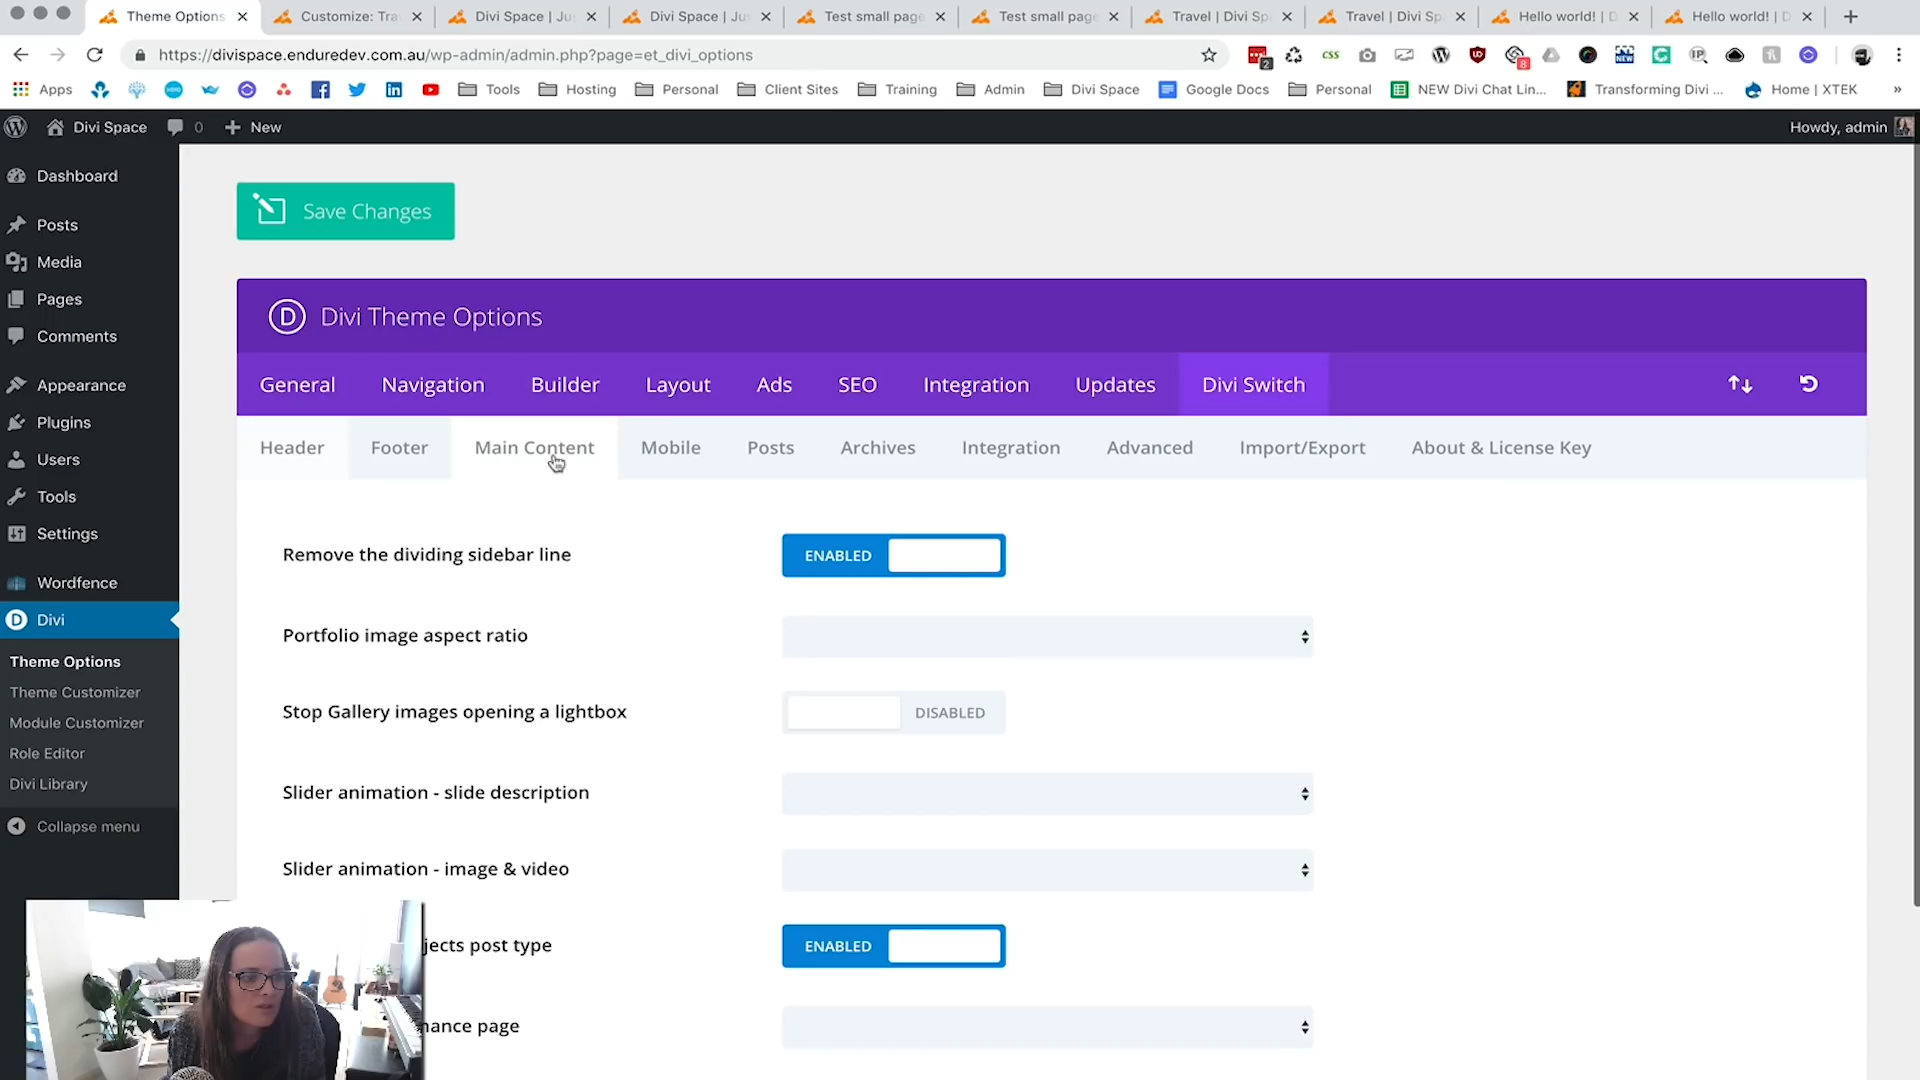 Theme Options
Customize: Tra
Divi Space | Ju
Divi Space | Ju
Test small page
Test small page
Travel | Divi Sp
Travel | Divi Sp
Hello world! | D
Hello world! | D
https://divispace.enduredev.com.au/wp-admin/admin.php?page=et_divi_options
2
css
NEW
IP
8
Apps
Tools
Hosting
Personal
Client Sites
Training
Admin
Divi Space
Google Docs
Personal
NEW Divi Chat Lin...
Transforming Divi ...
Home | XTEK
»
Divi Space
0
New
Howdy, admin
Dashboard
Posts
Media
Pages
Comments
Appearance
Plugins
Users
Tools
Settings
Wordfence
Divi
Theme Options
Theme Customizer
Module Customizer
Role Editor
Divi Library
Collapse menu
Save Changes
D Divi Theme Options
General Navigation Builder Layout Ads SEO Integration Updates Divi Switch
Header Footer Main Content Mobile Posts Archives Integration Advanced Import/Export About & License Key
Remove the dividing sidebar line ENABLED
Portfolio image aspect ratio
Stop Gallery images opening a lightbox DISABLED
Slider animation - slide description
Slider animation - image & video
jects post type ENABLED
nance page